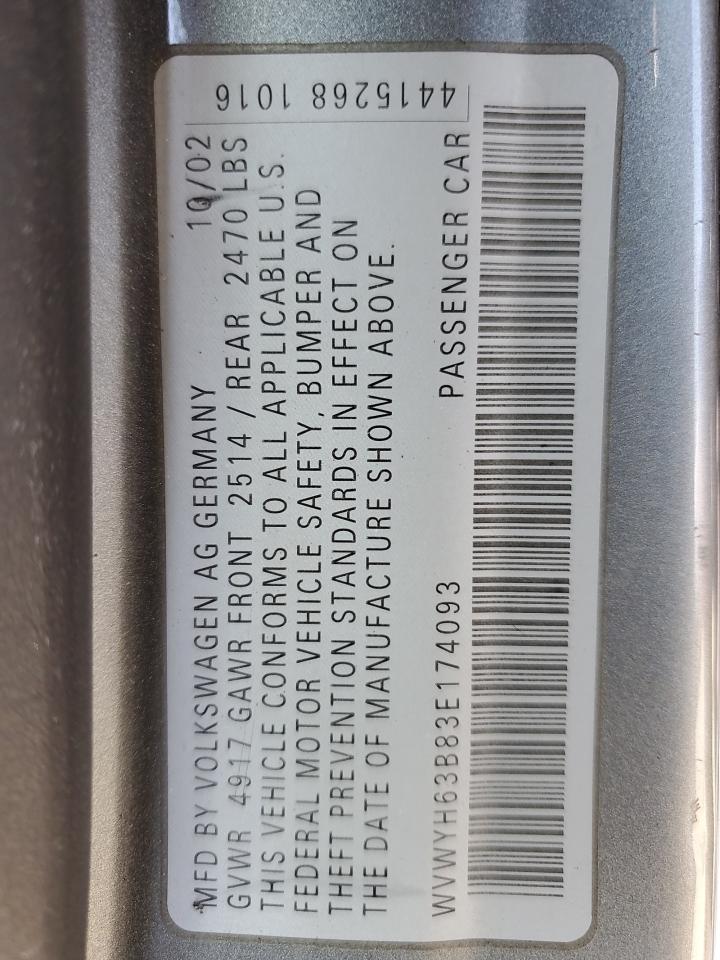 MFD BY VOLKSWAGEN AG GERMANY 10/02
GVWR 4917 GAWR FRONT 2514 / REAR 2470 LBS
THIS VEHICLE CONFORMS TO ALL APPLICABLE U.S.
FEDERAL MOTOR VEHICLE SAFETY, BUMPER AND
THEFT PREVENTION STANDARDS IN EFFECT ON
THE DATE OF MANUFACTURE SHOWN ABOVE.
WVWYH63B83E174093 PASSENGER CAR
4415268 1016